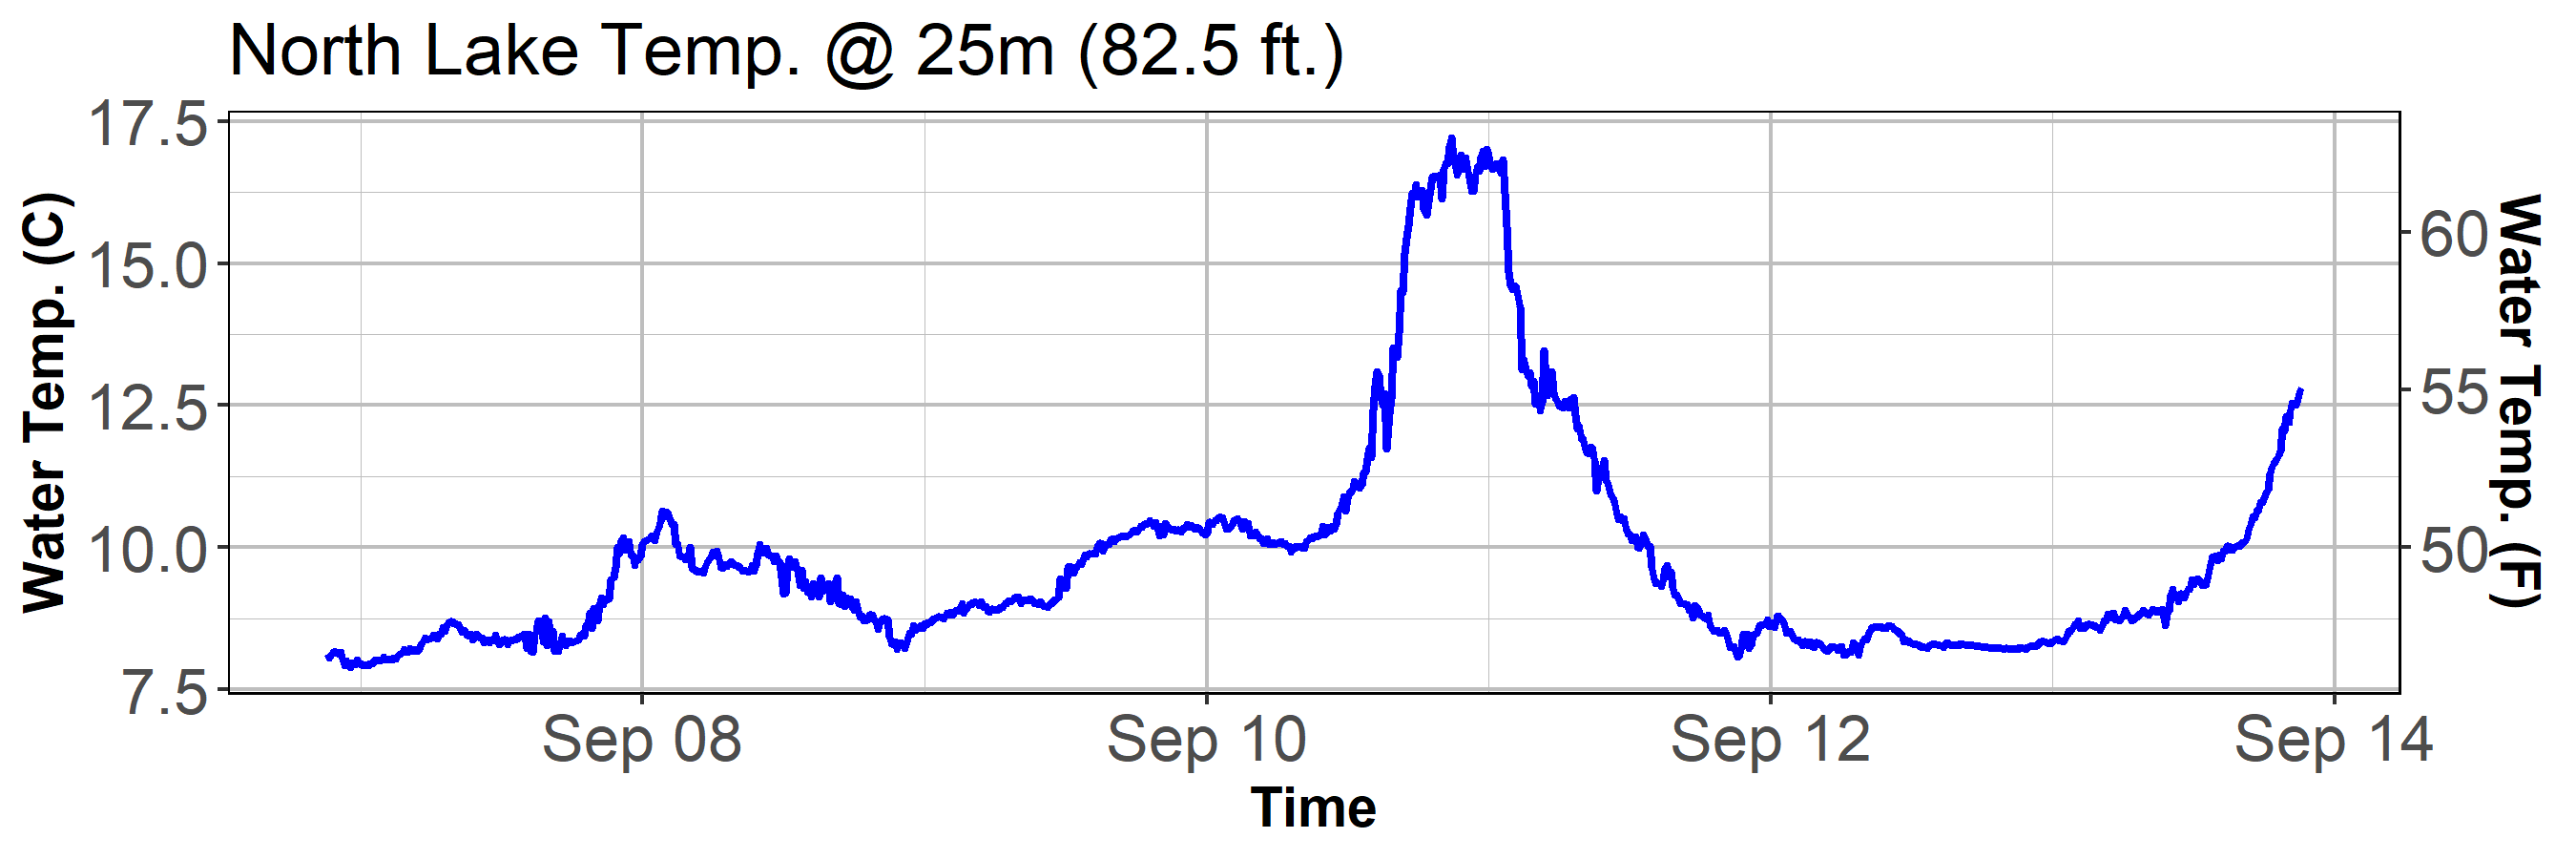 North Lake Temp. @ 25m (82.5 ft.)
17.5
15.0
12.5
10.0
7.5
Water Temp. (C)
60
55
50
Water Temp. (F)
Sep 08 Sep 10 Sep 12 Sep 14
Time